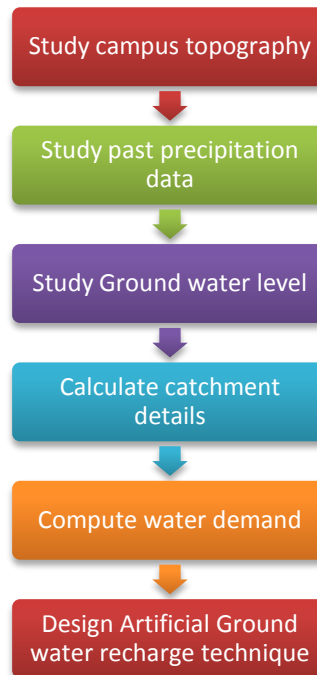 Study campus topography
Study past precipitation
data
Study Ground water level
Calculate catchment
details
Compute water demand
Design Artificial Ground
water recharge technique